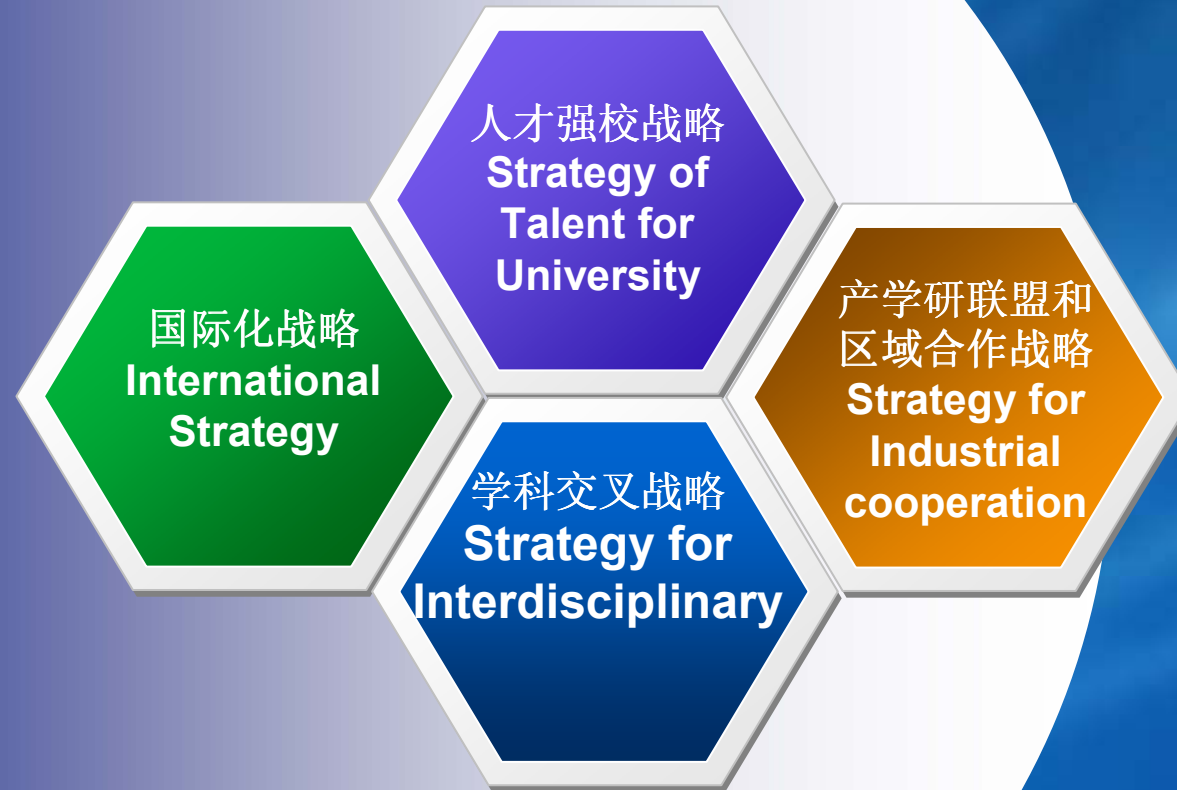 人才强校战略
Strategy of
Talent for
University
国际化战略
International
Strategy
产学研联盟和
区域合作战略
Strategy for
Industrial
cooperation
学科交叉战略
Strategy for
Interdisciplinary